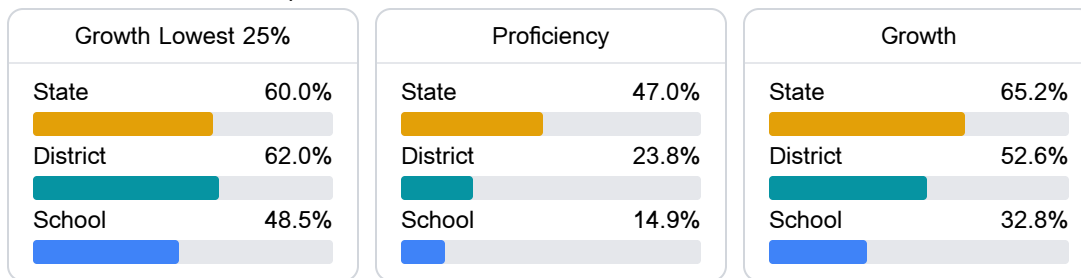 Growth Lowest 25%
State 60.0%
District 62.0%
School 48.5%
Proficiency
State 47.0%
District 23.8%
School 14.9%
Growth
State 65.2%
District 52.6%
School 32.8%